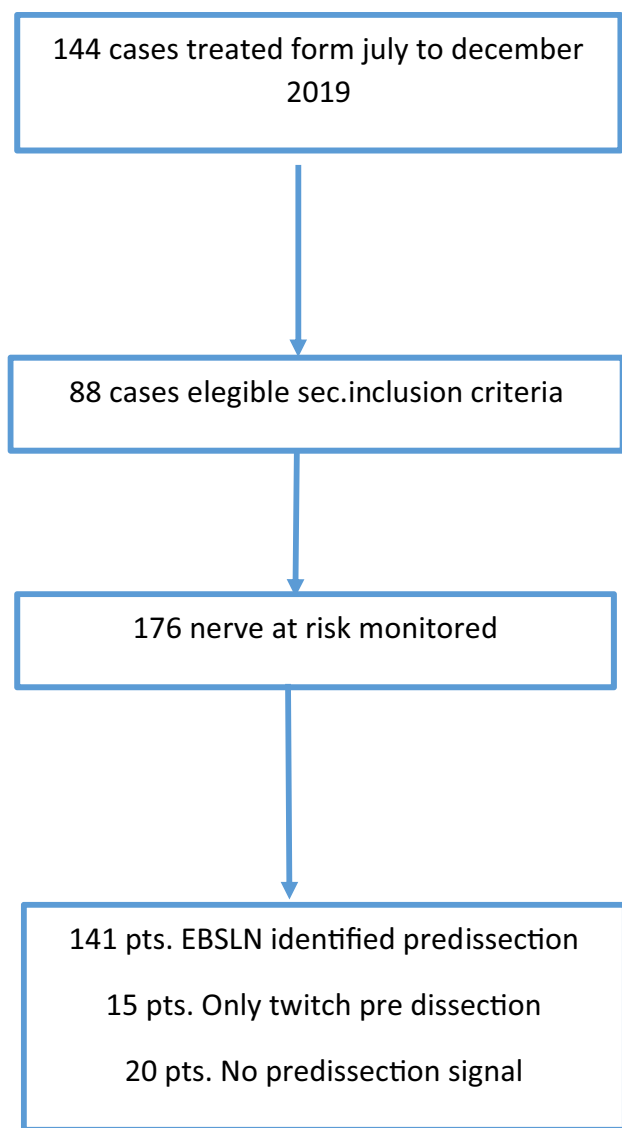 144 cases treated form july to december
2019
88 cases elegible sec.inclusion criteria
176 nerve at risk monitored
141 pts. EBSLN identified predissection
15 pts. Only twitch pre dissection
20 pts. No predissection signal